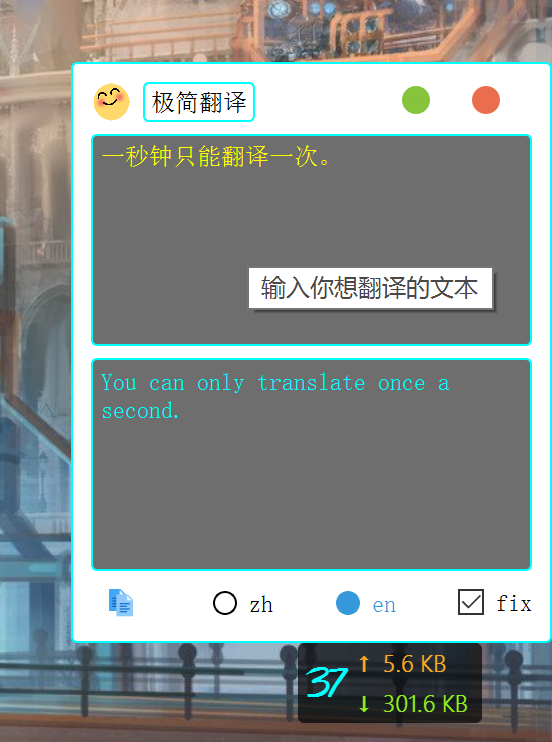 极简翻译
一秒钟只能翻译一次。
输入你想翻译的文本
You can only translate once a
second.
zh en fix
37
↑ 5.6 KB
↓ 301.6 KB